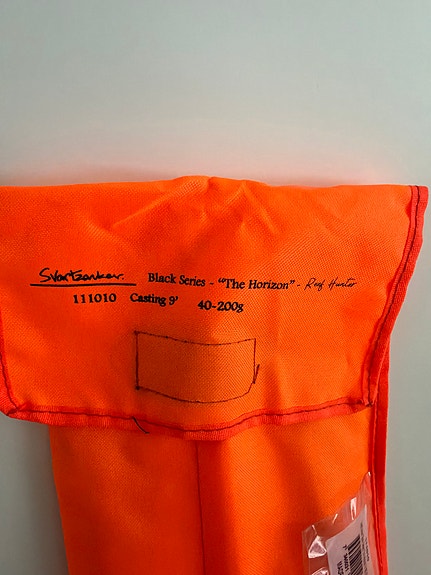 Svartzonker. Black Series - "The Horizon" - Reef Hunter
111010 Casting 9' 40-200g